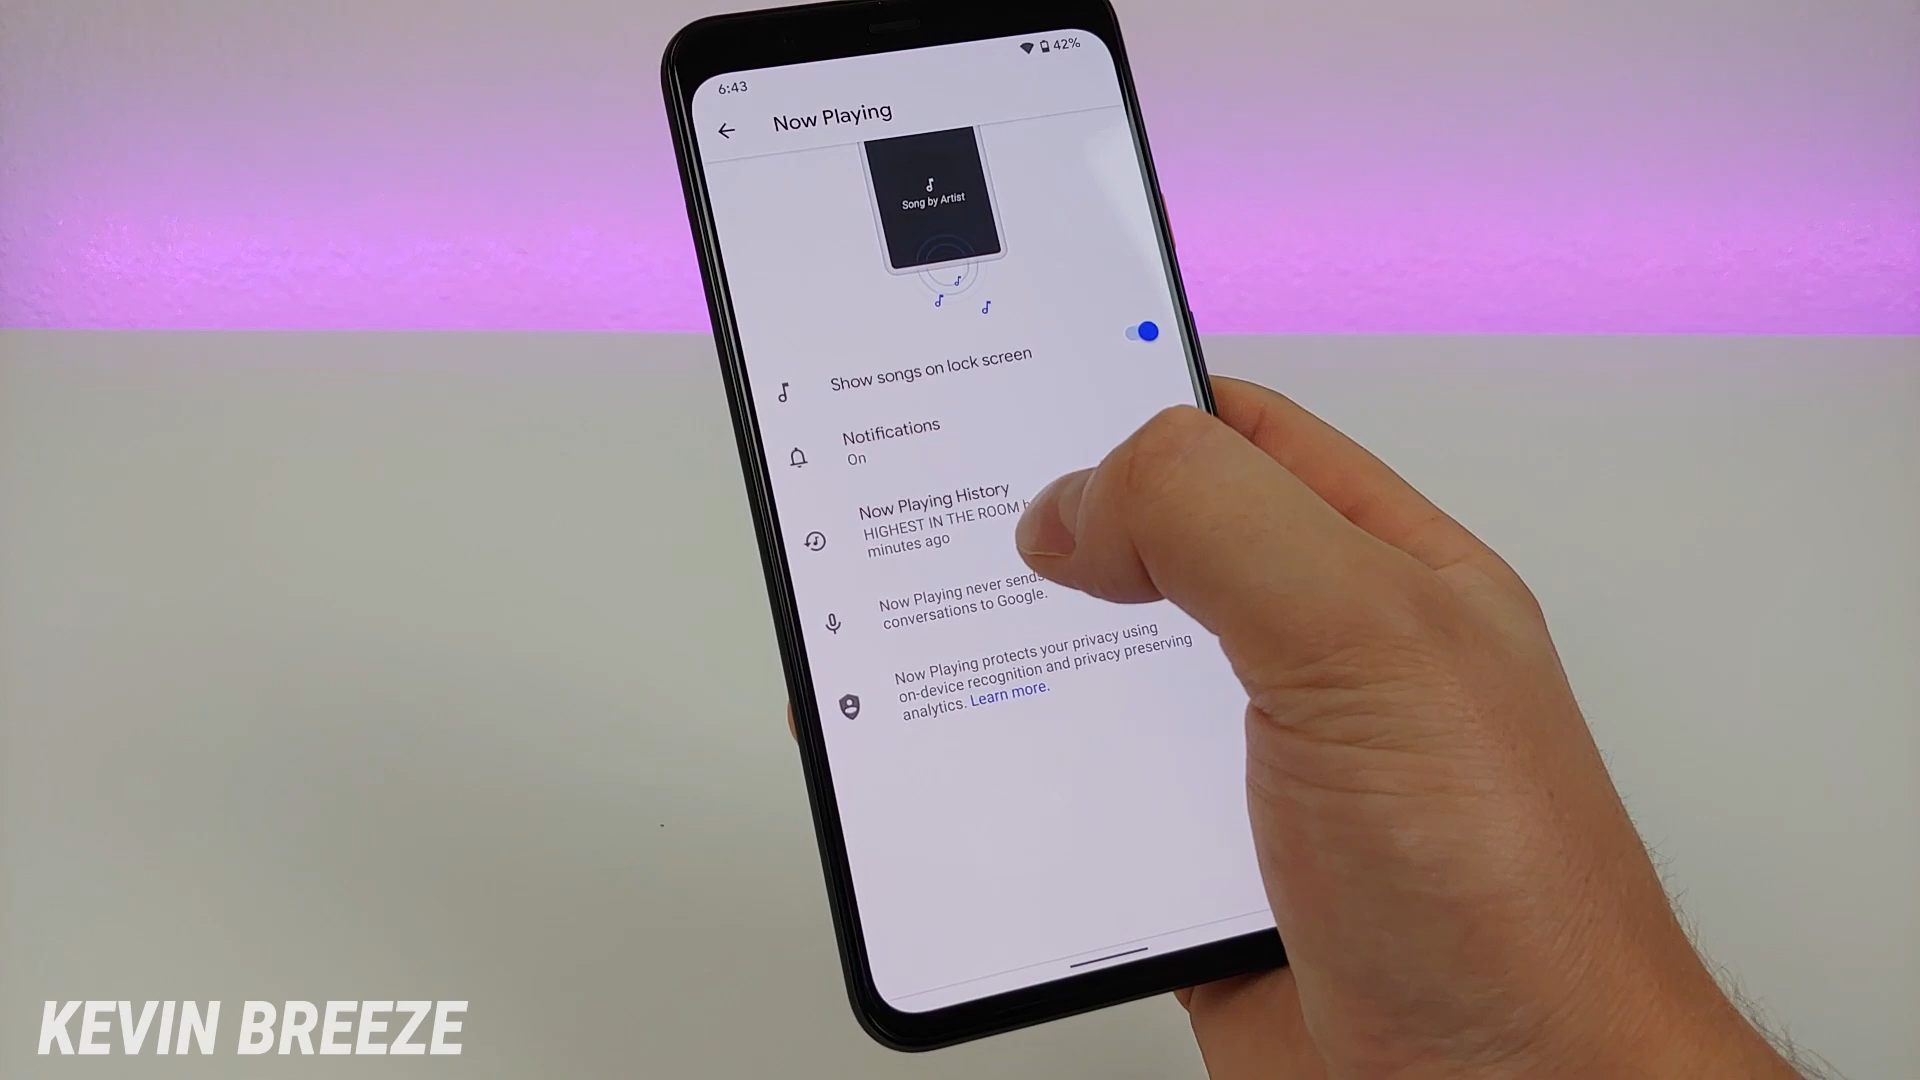 6:43
42%
Now Playing
Song by Artist
Show songs on lock screen
Notifications
On
Now Playing History
HIGHEST IN THE ROOM
minutes ago
Now Playing never sends
conversations to Google.
Now Playing protects your privacy using
on-device recognition and privacy preserving
analytics. Learn more.
KEVIN BREEZE